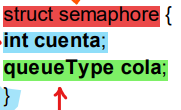 struct semaphore {
int cuenta;
queueType cola;
}